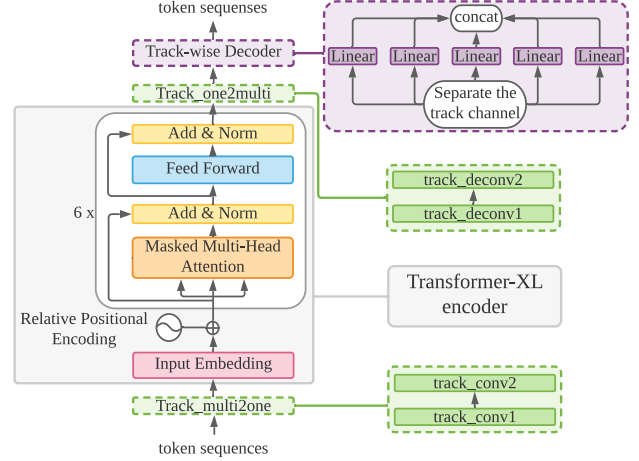 token sequenses
Track-wise Decoder
Track_one2multi
concat
Linear
Linear
Linear
Linear
Linear
Separate the
track channel
Add & Norm
Feed Forward
6 x
Add & Norm
Masked Multi-Head
Attention
Relative Positional
Encoding
Input Embedding
Track_multi2one
token sequences
track_deconv2
track_deconv1
Transformer-XL
encoder
track_conv2
track_conv1